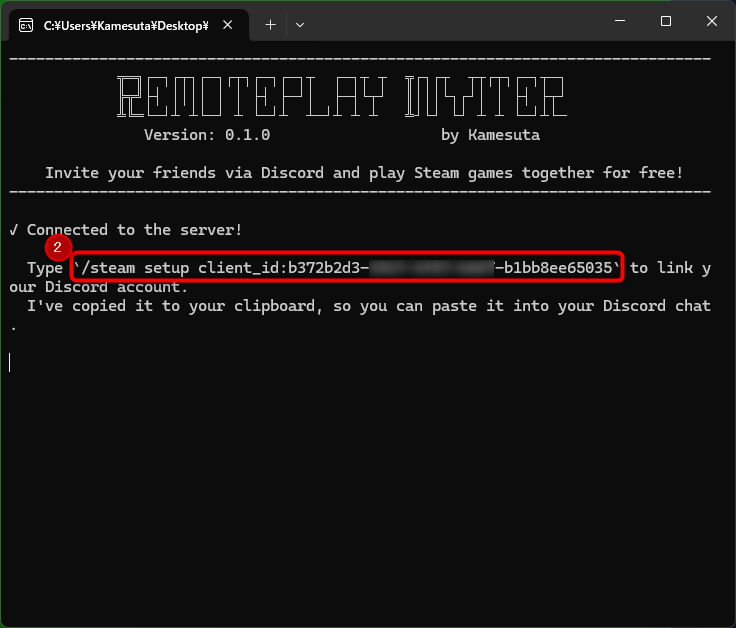 C:¥Users¥Kamesuta¥Desktop¥
REMOTEPLAY INVITER
Version: 0.1.0 by Kamesuta
Invite your friends via Discord and play Steam games together for free!
√ Connected to the server!
2
Type `/steam setup client_id:b372b2d3- -b1bb8ee65035` to link y
our Discord account.
I've copied it to your clipboard, so you can paste it into your Discord chat
.